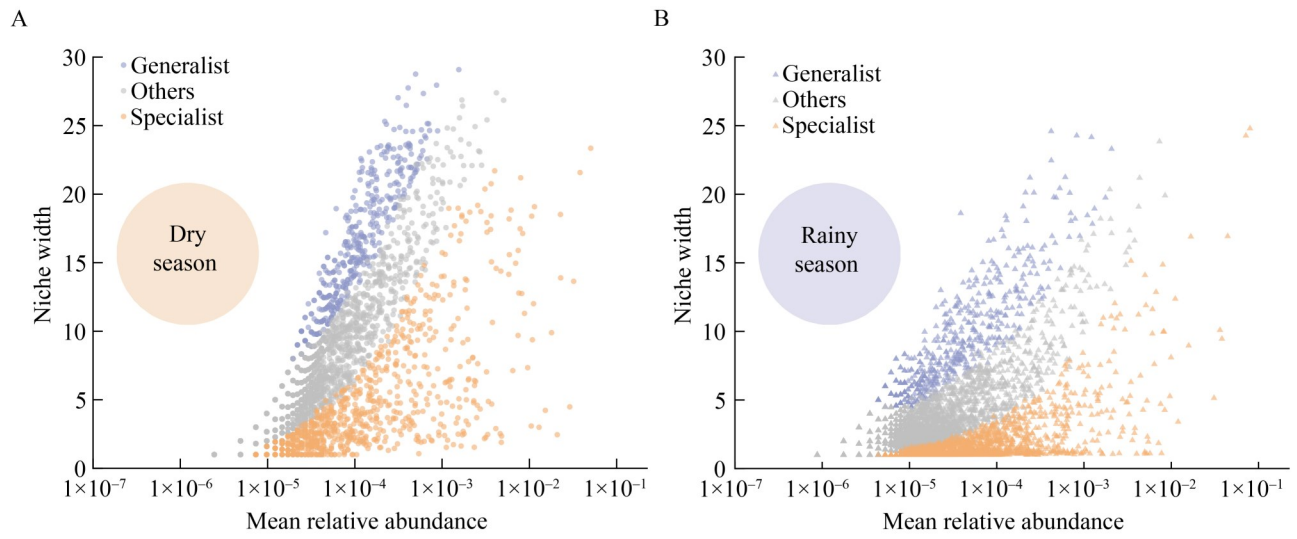 A
30
25
20
15
10
5
0
Niche width
Generalist
Others
Specialist
Dry
season
1×10⁻⁷ 1×10⁻⁶ 1×10⁻⁵ 1×10⁻⁴ 1×10⁻³ 1×10⁻² 1×10⁻¹
Mean relative abundance
B
30
25
20
15
10
5
0
Niche width
Generalist
Others
Specialist
Rainy
season
1×10⁻⁷ 1×10⁻⁶ 1×10⁻⁵ 1×10⁻⁴ 1×10⁻³ 1×10⁻² 1×10⁻¹
Mean relative abundance